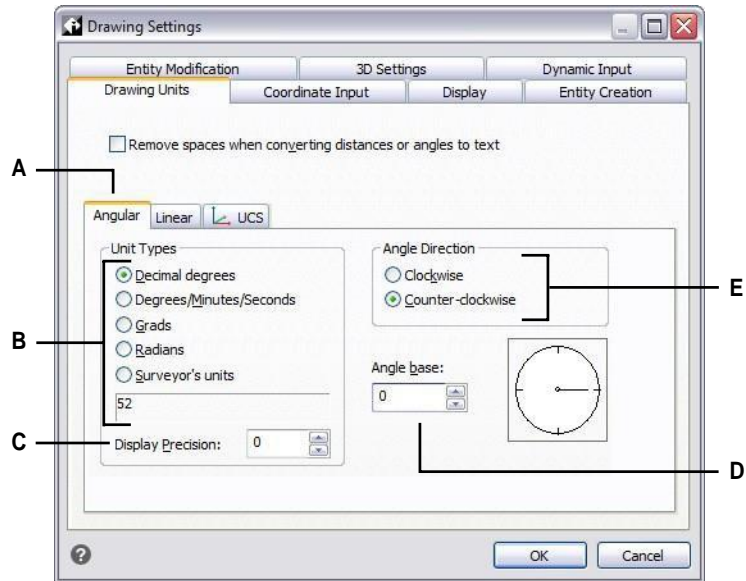 Drawing Settings
Entity Modification 3D Settings Dynamic Input
Drawing Units Coordinate Input Display Entity Creation
Remove spaces when converting distances or angles to text
A
Angular Linear UCS
Unit Types
Decimal degrees
Degrees/Minutes/Seconds
Grads
Radians
Surveyor's units
52
B
C
Display Precision: 0
Angle Direction
Clockwise
Counter-clockwise
E
Angle base:
0
D
?
OK Cancel